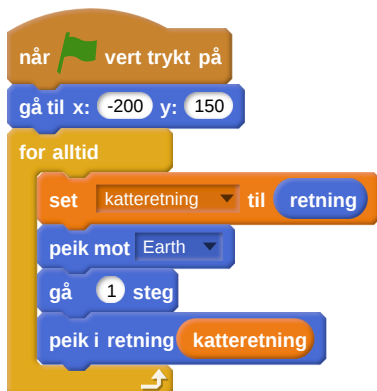 når vert trykt på
gå til x: -200 y: 150
for alltid
set katteretning til retning
peik mot Earth
gå 1 steg
peik i retning katteretning